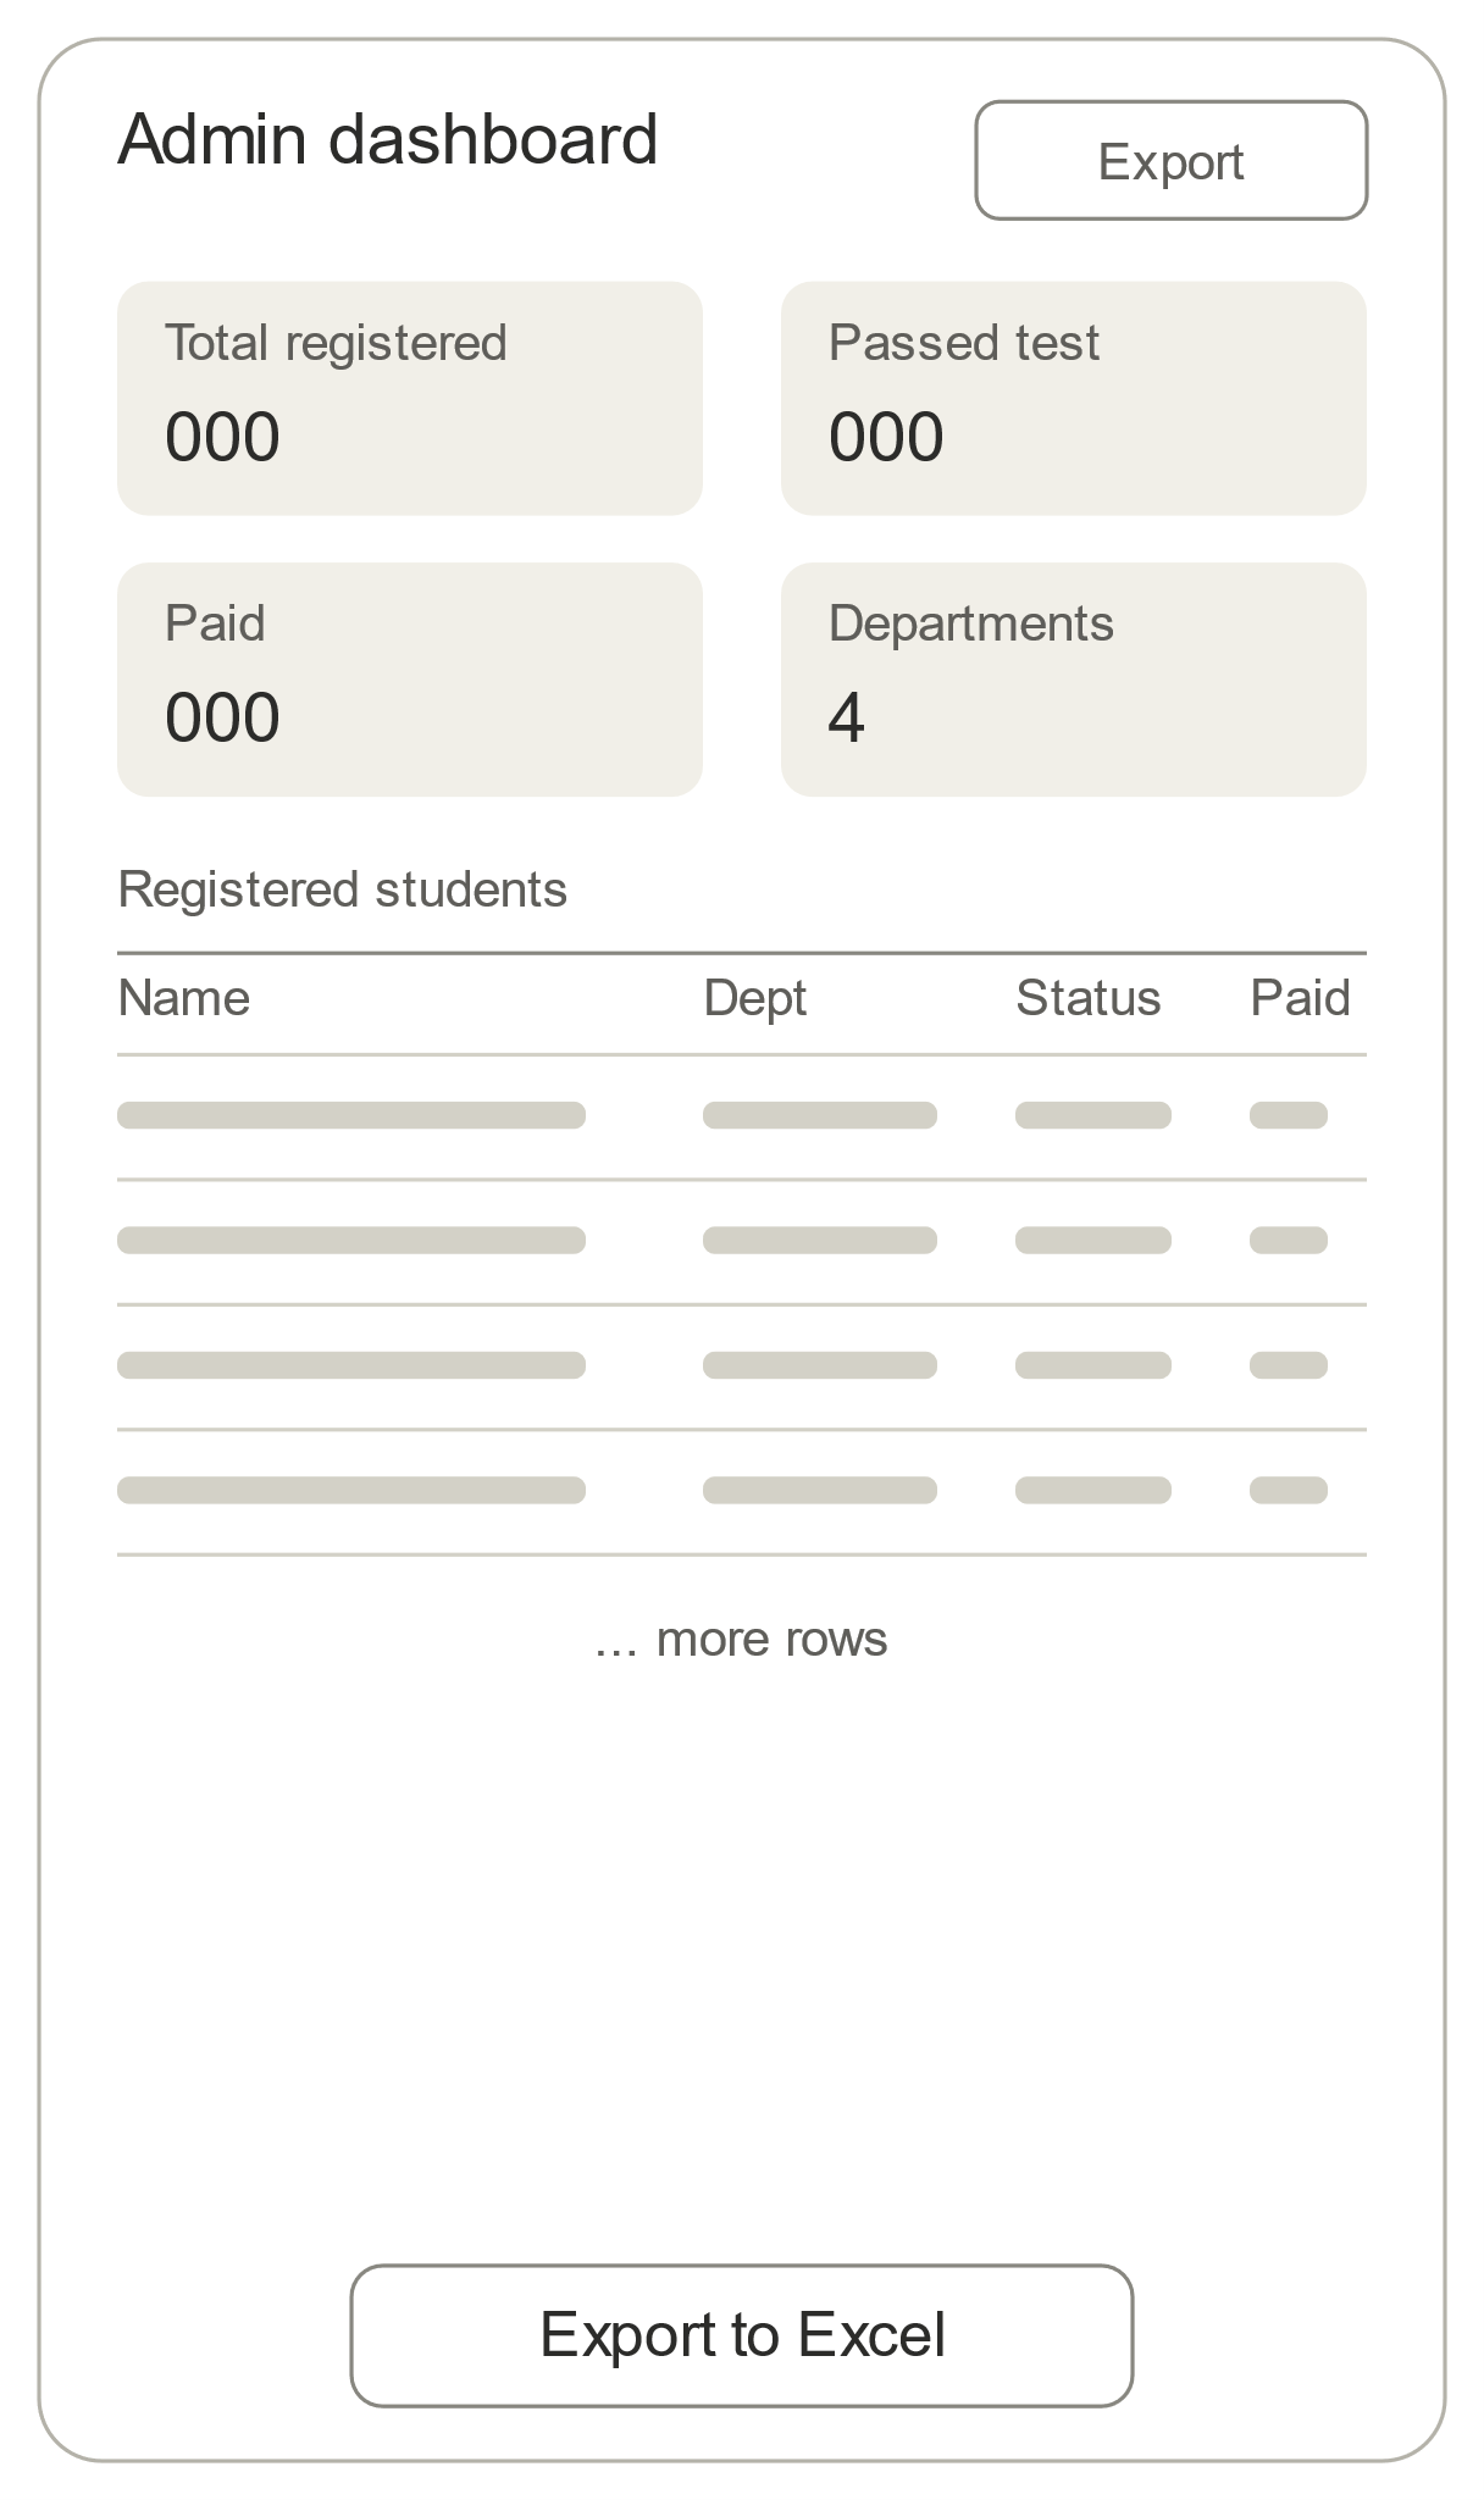 Admin dashboard
Export
Total registered
000
Passed test
000
Paid
000
Departments
4
Registered students
Name Dept Status Paid
... more rows
Export to Excel